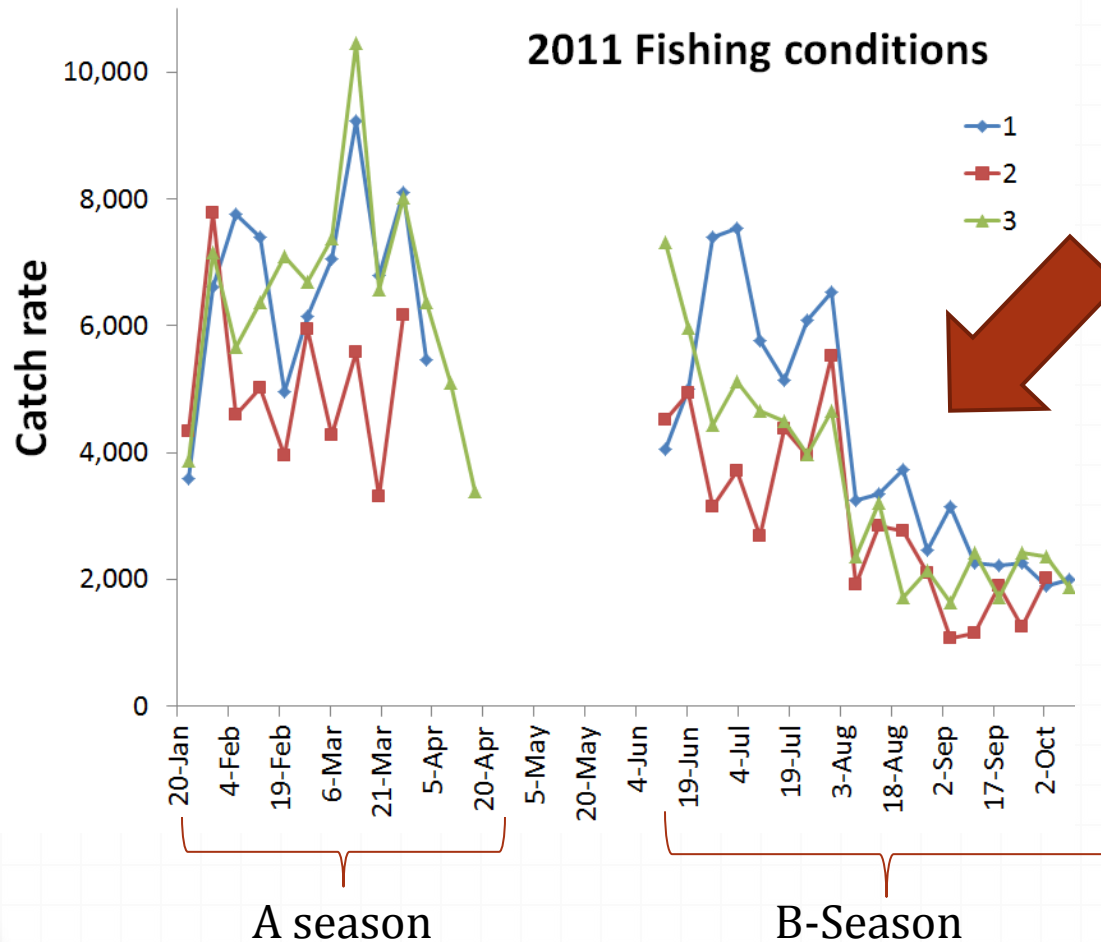 2011 Fishing conditions
1
2
3
Catch rate
10,000
8,000
6,000
4,000
2,000
0
20-Jan
4-Feb
19-Feb
6-Mar
21-Mar
5-Apr
20-Apr
5-May
20-May
4-Jun
19-Jun
4-Jul
19-Jul
3-Aug
18-Aug
2-Sep
17-Sep
2-Oct
A season
B-Season